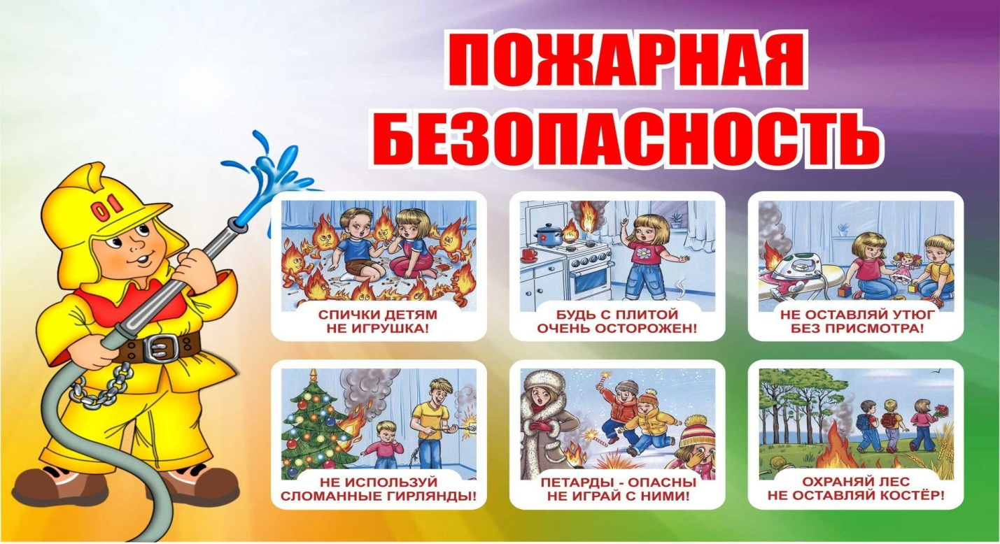 ПОЖАРНАЯ
БЕЗОПАСНОСТЬ
01
СПИЧКИ ДЕТЯМ
НЕ ИГРУШКА!
БУДЬ С ПЛИТОЙ
ОЧЕНЬ ОСТОРОЖЕН!
НЕ ОСТАВЛЯЙ УТЮГ
БЕЗ ПРИСМОТРА!
НЕ ИСПОЛЬЗУЙ
СЛОМАННЫЕ ГИРЛЯНДЫ!
ПЕТАРДЫ - ОПАСНЫ
НЕ ИГРАЙ С НИМИ!
ОХРАНЯЙ ЛЕС
НЕ ОСТАВЛЯЙ КОСТЁР!